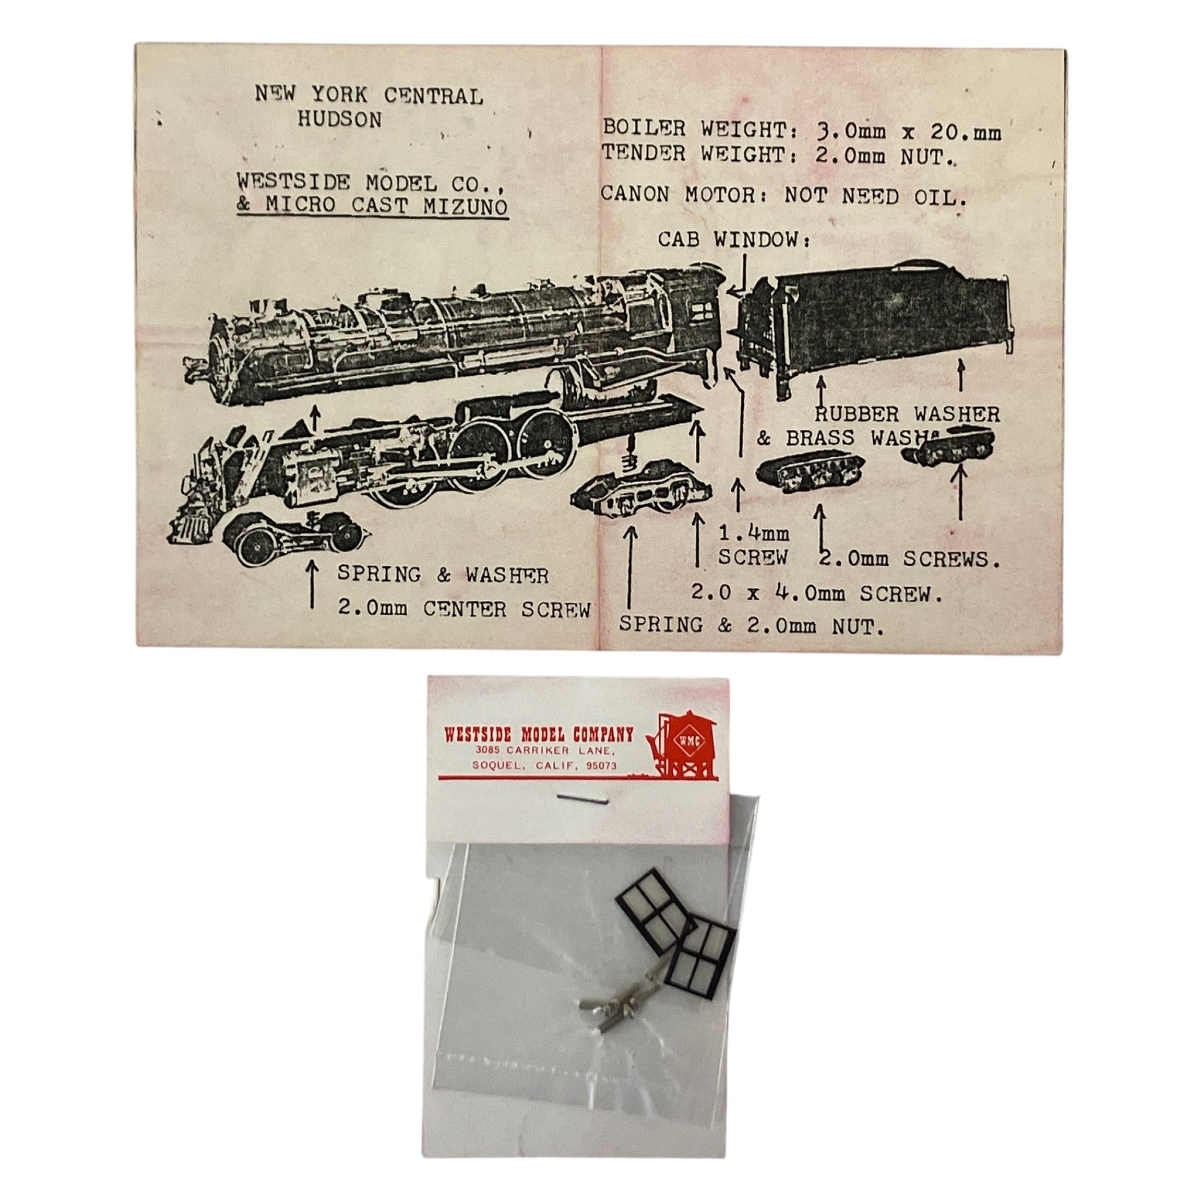 NEW YORK CENTRAL
HUDSON
WESTSIDE MODEL CO.,
& MICRO CAST MIZUNO
BOILER WEIGHT: 3.0mm x 20.mm
TENDER WEIGHT: 2.0mm NUT.
CANON MOTOR: NOT NEED OIL.
CAB WINDOW:
RUBBER WASHER
& BRASS WASH
1.4mm
SCREW
2.0mm SCREWS.
2.0 x 4.0mm SCREW.
SPRING & 2.0mm NUT.
SPRING & WASHER
2.0mm CENTER SCREW
WESTSIDE MODEL COMPANY
3085 CARRIKER LANE,
SOQUEL, CALIF, 95073
WMC